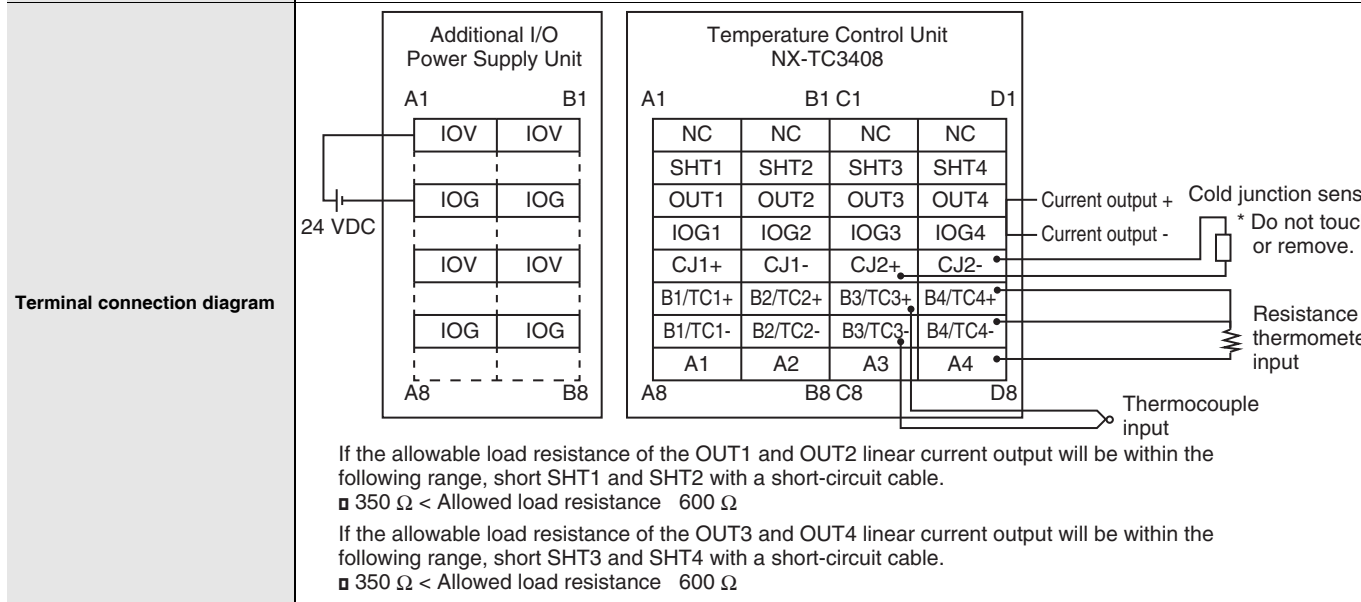 Terminal connection diagram
Additional I/O
Power Supply Unit
A1 B1
IOV IOV
IOG IOG
24 VDC
IOV IOV
IOG IOG
A8 B8
Temperature Control Unit
NX-TC3408
A1 B1 C1 D1
NC NC NC NC
SHT1 SHT2 SHT3 SHT4
OUT1 OUT2 OUT3 OUT4
IOG1 IOG2 IOG3 IOG4
CJ1+ CJ1- CJ2+ CJ2-
B1/TC1+ B2/TC2+ B3/TC3+ B4/TC4+
B1/TC1- B2/TC2- B3/TC3- B4/TC4-
A1 A2 A3 A4
A8 B8 C8 D8
Current output +
Current output -
Cold junction sens
* Do not touc
or remove.
Resistance
thermomete
input
Thermocouple
input
If the allowable load resistance of the OUT1 and OUT2 linear current output will be within the
following range, short SHT1 and SHT2 with a short-circuit cable.
350 Ω < Allowed load resistance 600 Ω
If the allowable load resistance of the OUT3 and OUT4 linear current output will be within the
following range, short SHT3 and SHT4 with a short-circuit cable.
350 Ω < Allowed load resistance 600 Ω